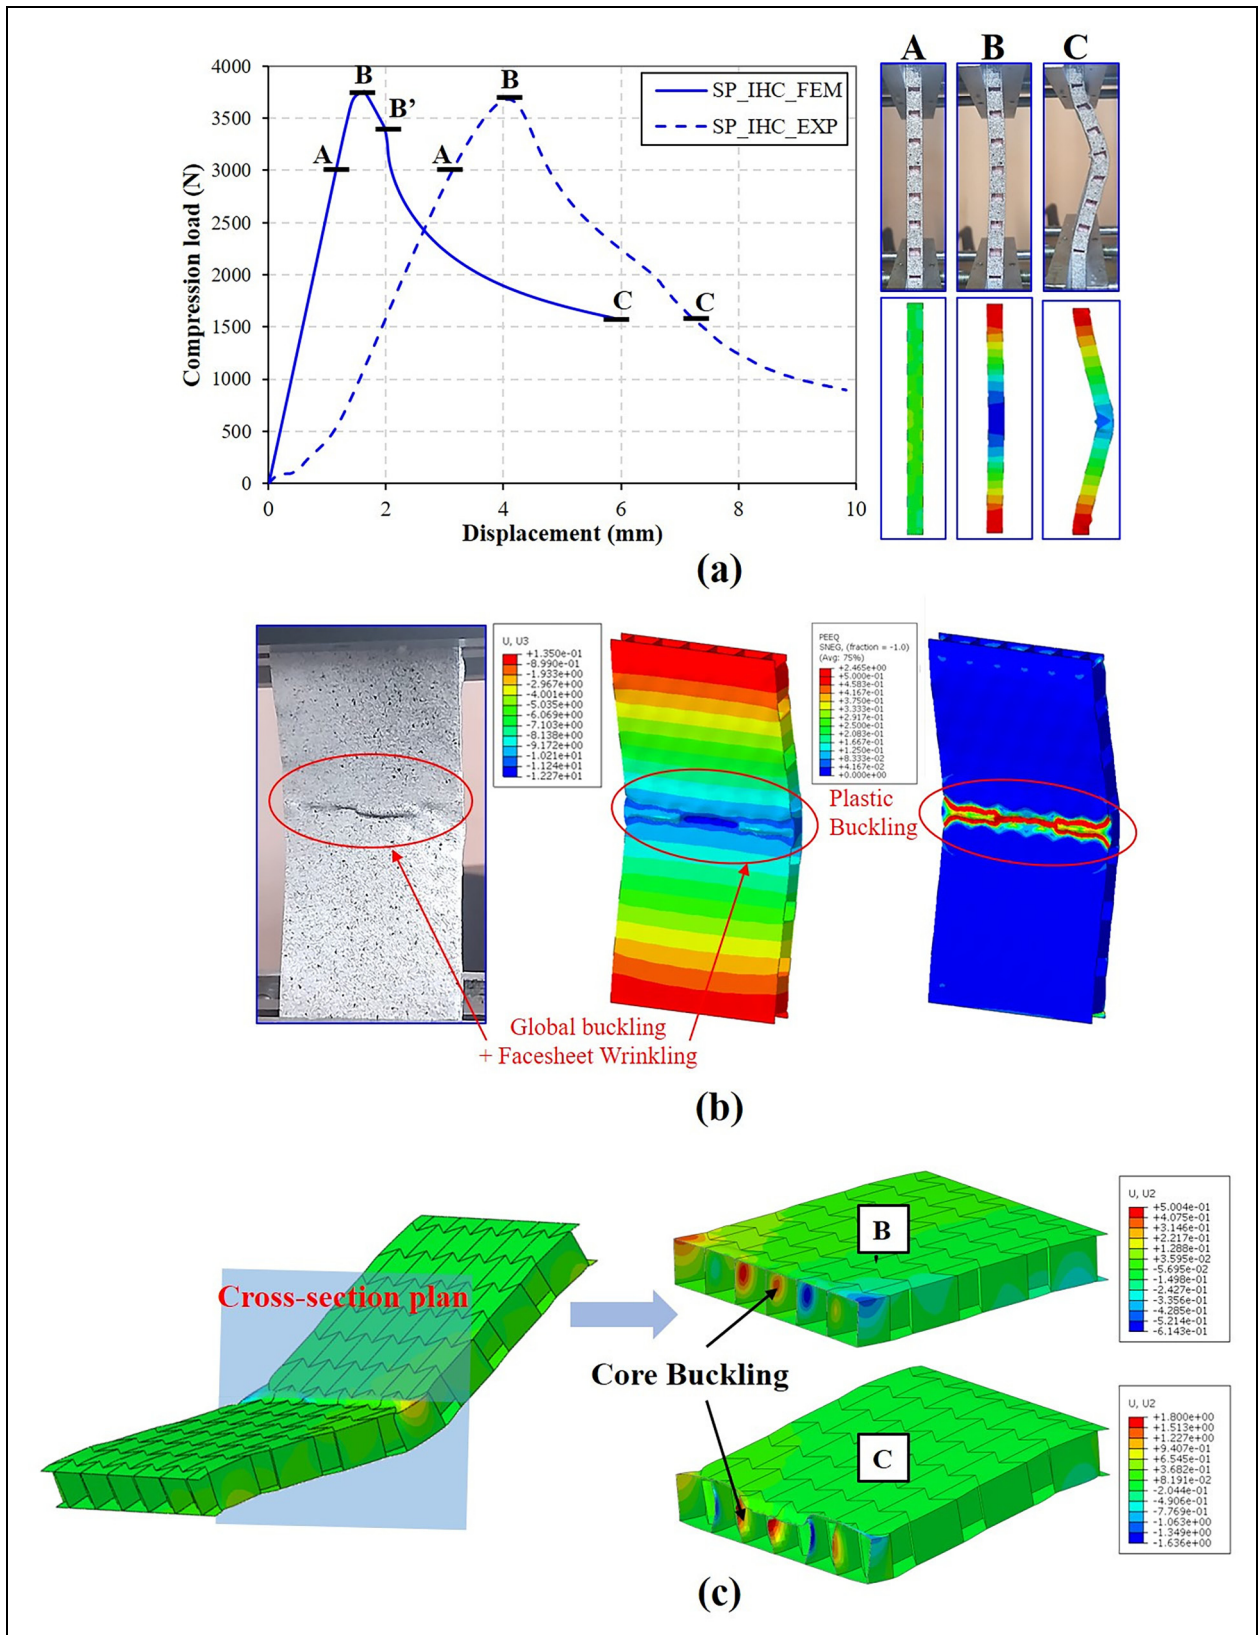 A B C
4000
3500
3000
2500
2000
1500
1000
500
0
Compression load (N)
B
B’
A
C
B
A
C
SP_IHC_FEM
SP_IHC_EXP
0 2 4 6 8 10
Displacement (mm)
(a)
U, U3
+1.350e-01
-8.990e-01
-1.933e+00
-2.967e+00
-4.001e+00
-5.035e+00
-6.069e+00
-7.103e+00
-8.138e+00
-9.172e+00
-1.021e+01
-1.124e+01
-1.227e+01
PEEQ
SNEG, (fraction = -1.0)
(Avg: 75%)
+2.465e+00
+5.000e-01
+4.583e-01
+4.167e-01
+3.750e-01
+3.333e-01
+2.917e-01
+2.500e-01
+2.083e-01
+1.667e-01
+1.250e-01
+8.333e-02
+4.167e-02
+0.000e+00
Plastic
Buckling
Global buckling
+ Facesheet Wrinkling
(b)
Cross-section plan
B
U, U2
+5.004e-01
+4.075e-01
+3.146e-01
+2.217e-01
+1.288e-01
+3.595e-02
-5.695e-02
-1.498e-01
-2.427e-01
-3.356e-01
-4.285e-01
-5.214e-01
-6.143e-01
Core Buckling
C
U, U2
+1.800e+00
+1.513e+00
+1.227e+00
+9.407e-01
+6.545e-01
+3.682e-01
+8.191e-02
-2.044e-01
-4.906e-01
-7.769e-01
-1.063e+00
-1.349e+00
-1.636e+00
(c)